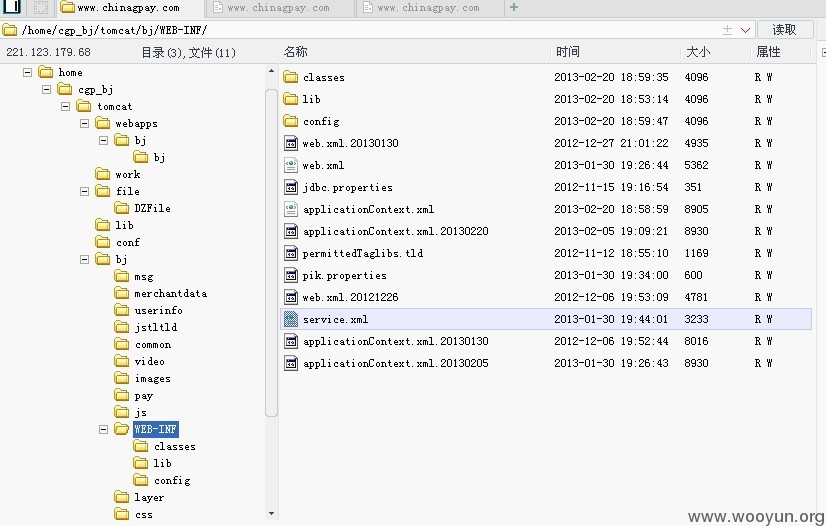 www.chinagpay.com www.chinagpay.com www.chinagpay.com +
/home/cgp_bj/tomcat/bj/WEB-INF/ 读取
221.123.179.68 目录(3),文件(11) 名称 时间 大小 属性
home
cgp_bj
tomcat
webapps
bj
bj
work
file
DZFile
lib
conf
bj
msg
merchantdata
userinfo
jstltld
common
video
images
pay
js
WEB-INF
classes
lib
config
layer
css
classes 2013-02-20 18:59:35 4096 R W
lib 2013-02-20 18:53:14 4096 R W
config 2013-02-20 18:59:47 4096 R W
web.xml.20130130 2012-12-27 21:01:22 4935 R W
web.xml 2013-01-30 19:26:44 5362 R W
jdbc.properties 2012-11-15 19:16:54 351 R W
applicationContext.xml 2013-02-20 18:58:59 8905 R W
applicationContext.xml.20130220 2013-02-05 19:09:21 8930 R W
permittedTaglibs.tld 2012-11-12 18:55:10 1169 R W
pik.properties 2013-01-30 19:34:00 600 R W
web.xml.20121226 2012-12-06 19:53:09 4781 R W
service.xml 2013-01-30 19:44:01 3233 R W
applicationContext.xml.20130130 2012-12-06 19:52:44 8016 R W
applicationContext.xml.20130205 2013-01-30 19:26:43 8930 R W
www.wooyun.org